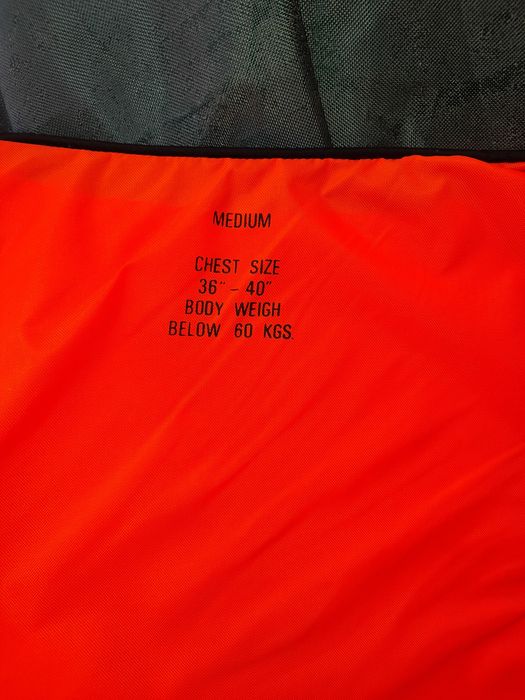 MEDIUM
CHEST SIZE
36" - 40"
BODY WEIGH
BELOW 60 KGS.